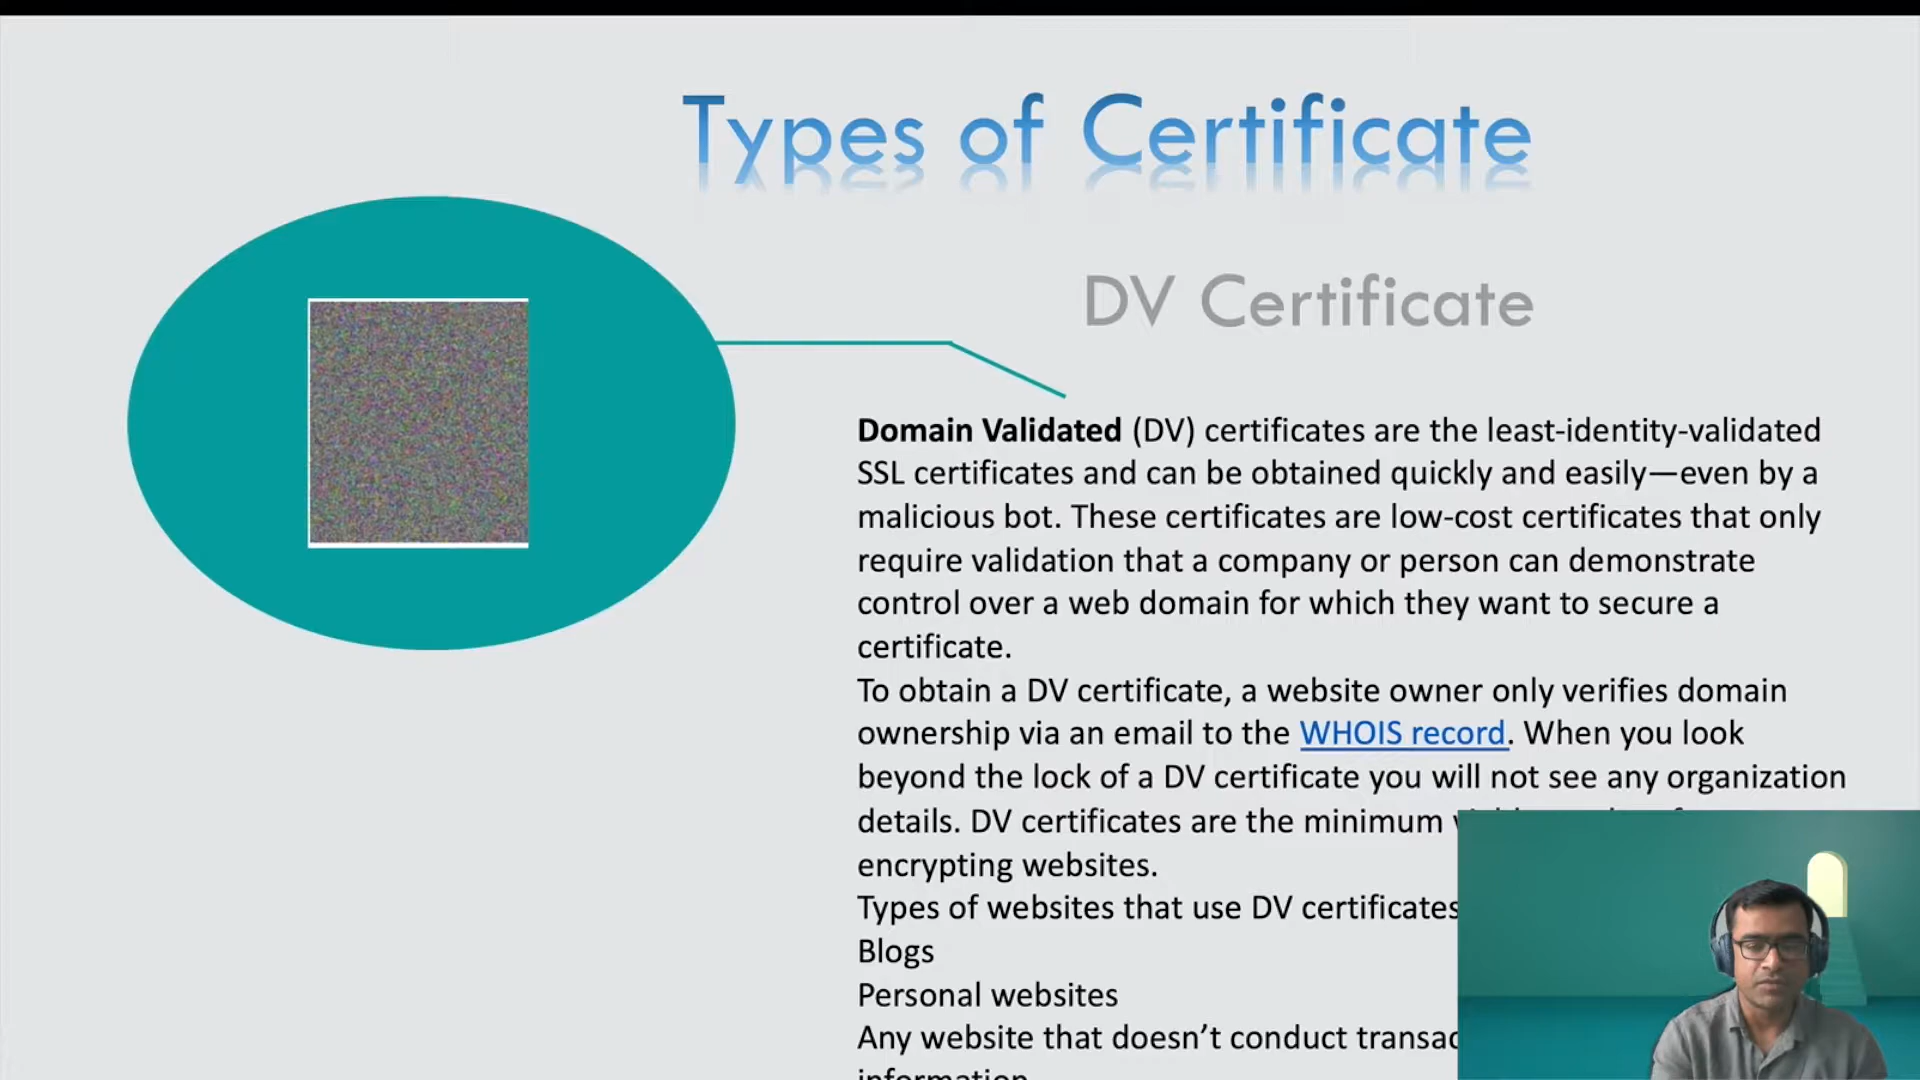 Types of Certificate
DV Certificate
Domain Validated (DV) certificates are the least-identity-validated
SSL certificates and can be obtained quickly and easily—even by a
malicious bot. These certificates are low-cost certificates that only
require validation that a company or person can demonstrate
control over a web domain for which they want to secure a
certificate.
To obtain a DV certificate, a website owner only verifies domain
ownership via an email to the WHOIS record. When you look
beyond the lock of a DV certificate you will not see any organization
details. DV certificates are the minimum
encrypting websites.
Types of websites that use DV certificates
Blogs
Personal websites
Any website that doesn’t conduct
information